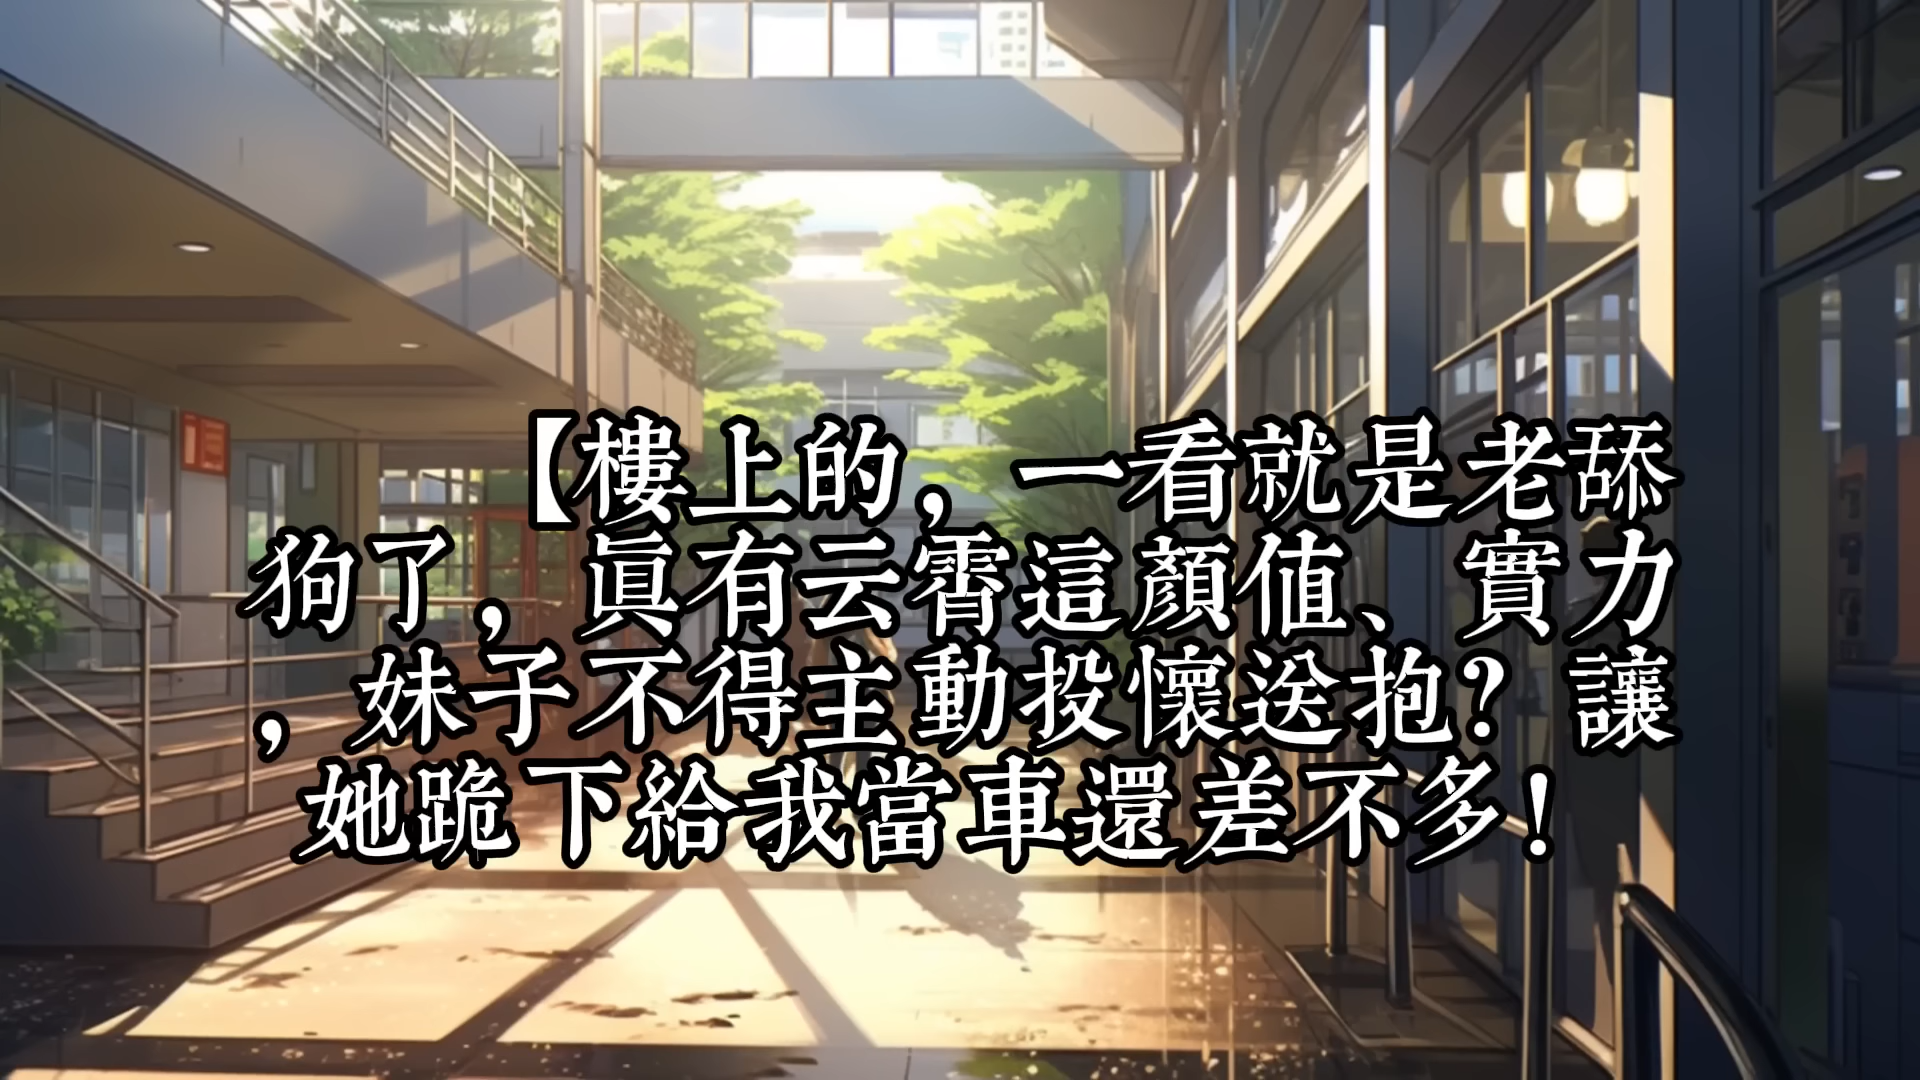 【樓上的，一看就是老舔
狗了，眞有云霄這顏值、實力
，妹子不得主動投懷送抱？讓
她跪下給我當車還差不多！